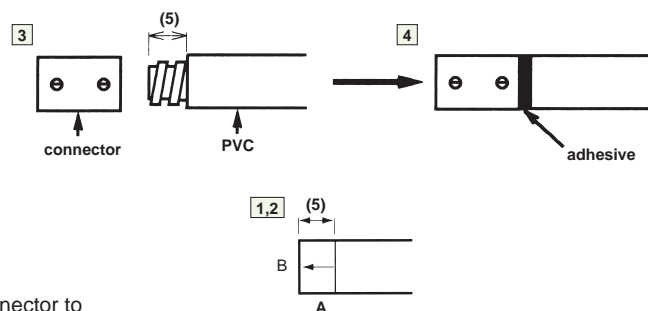 3
(5)
connector
PVC
4
adhesive
1,2
(5)
B
A
nector to